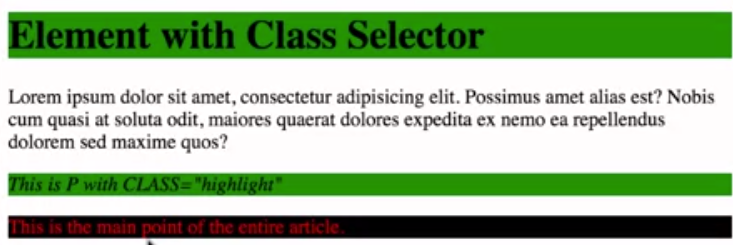 Element with Class Selector
Lorem ipsum dolor sit amet, consectetur adipisicing elit. Possimus amet alias est? Nobis
cum quasi at soluta odit, maiores quaerat dolores expedita ex nemo ea repellendus
dolorem sed maxime quos?
This is P with CLASS="highlight"
This is the main point of the entire article.